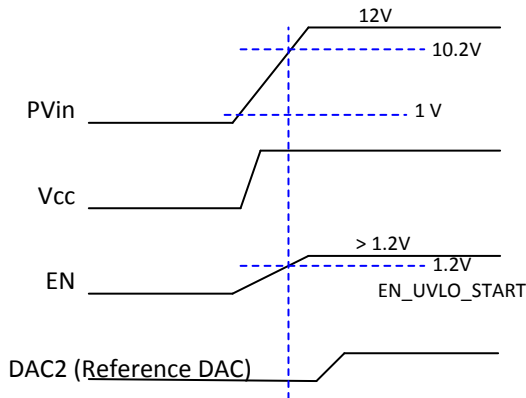 12V
10.2V
PVin
1 V
Vcc
> 1.2V
1.2V
EN
EN_UVLO_START
DAC2 (Reference DAC)